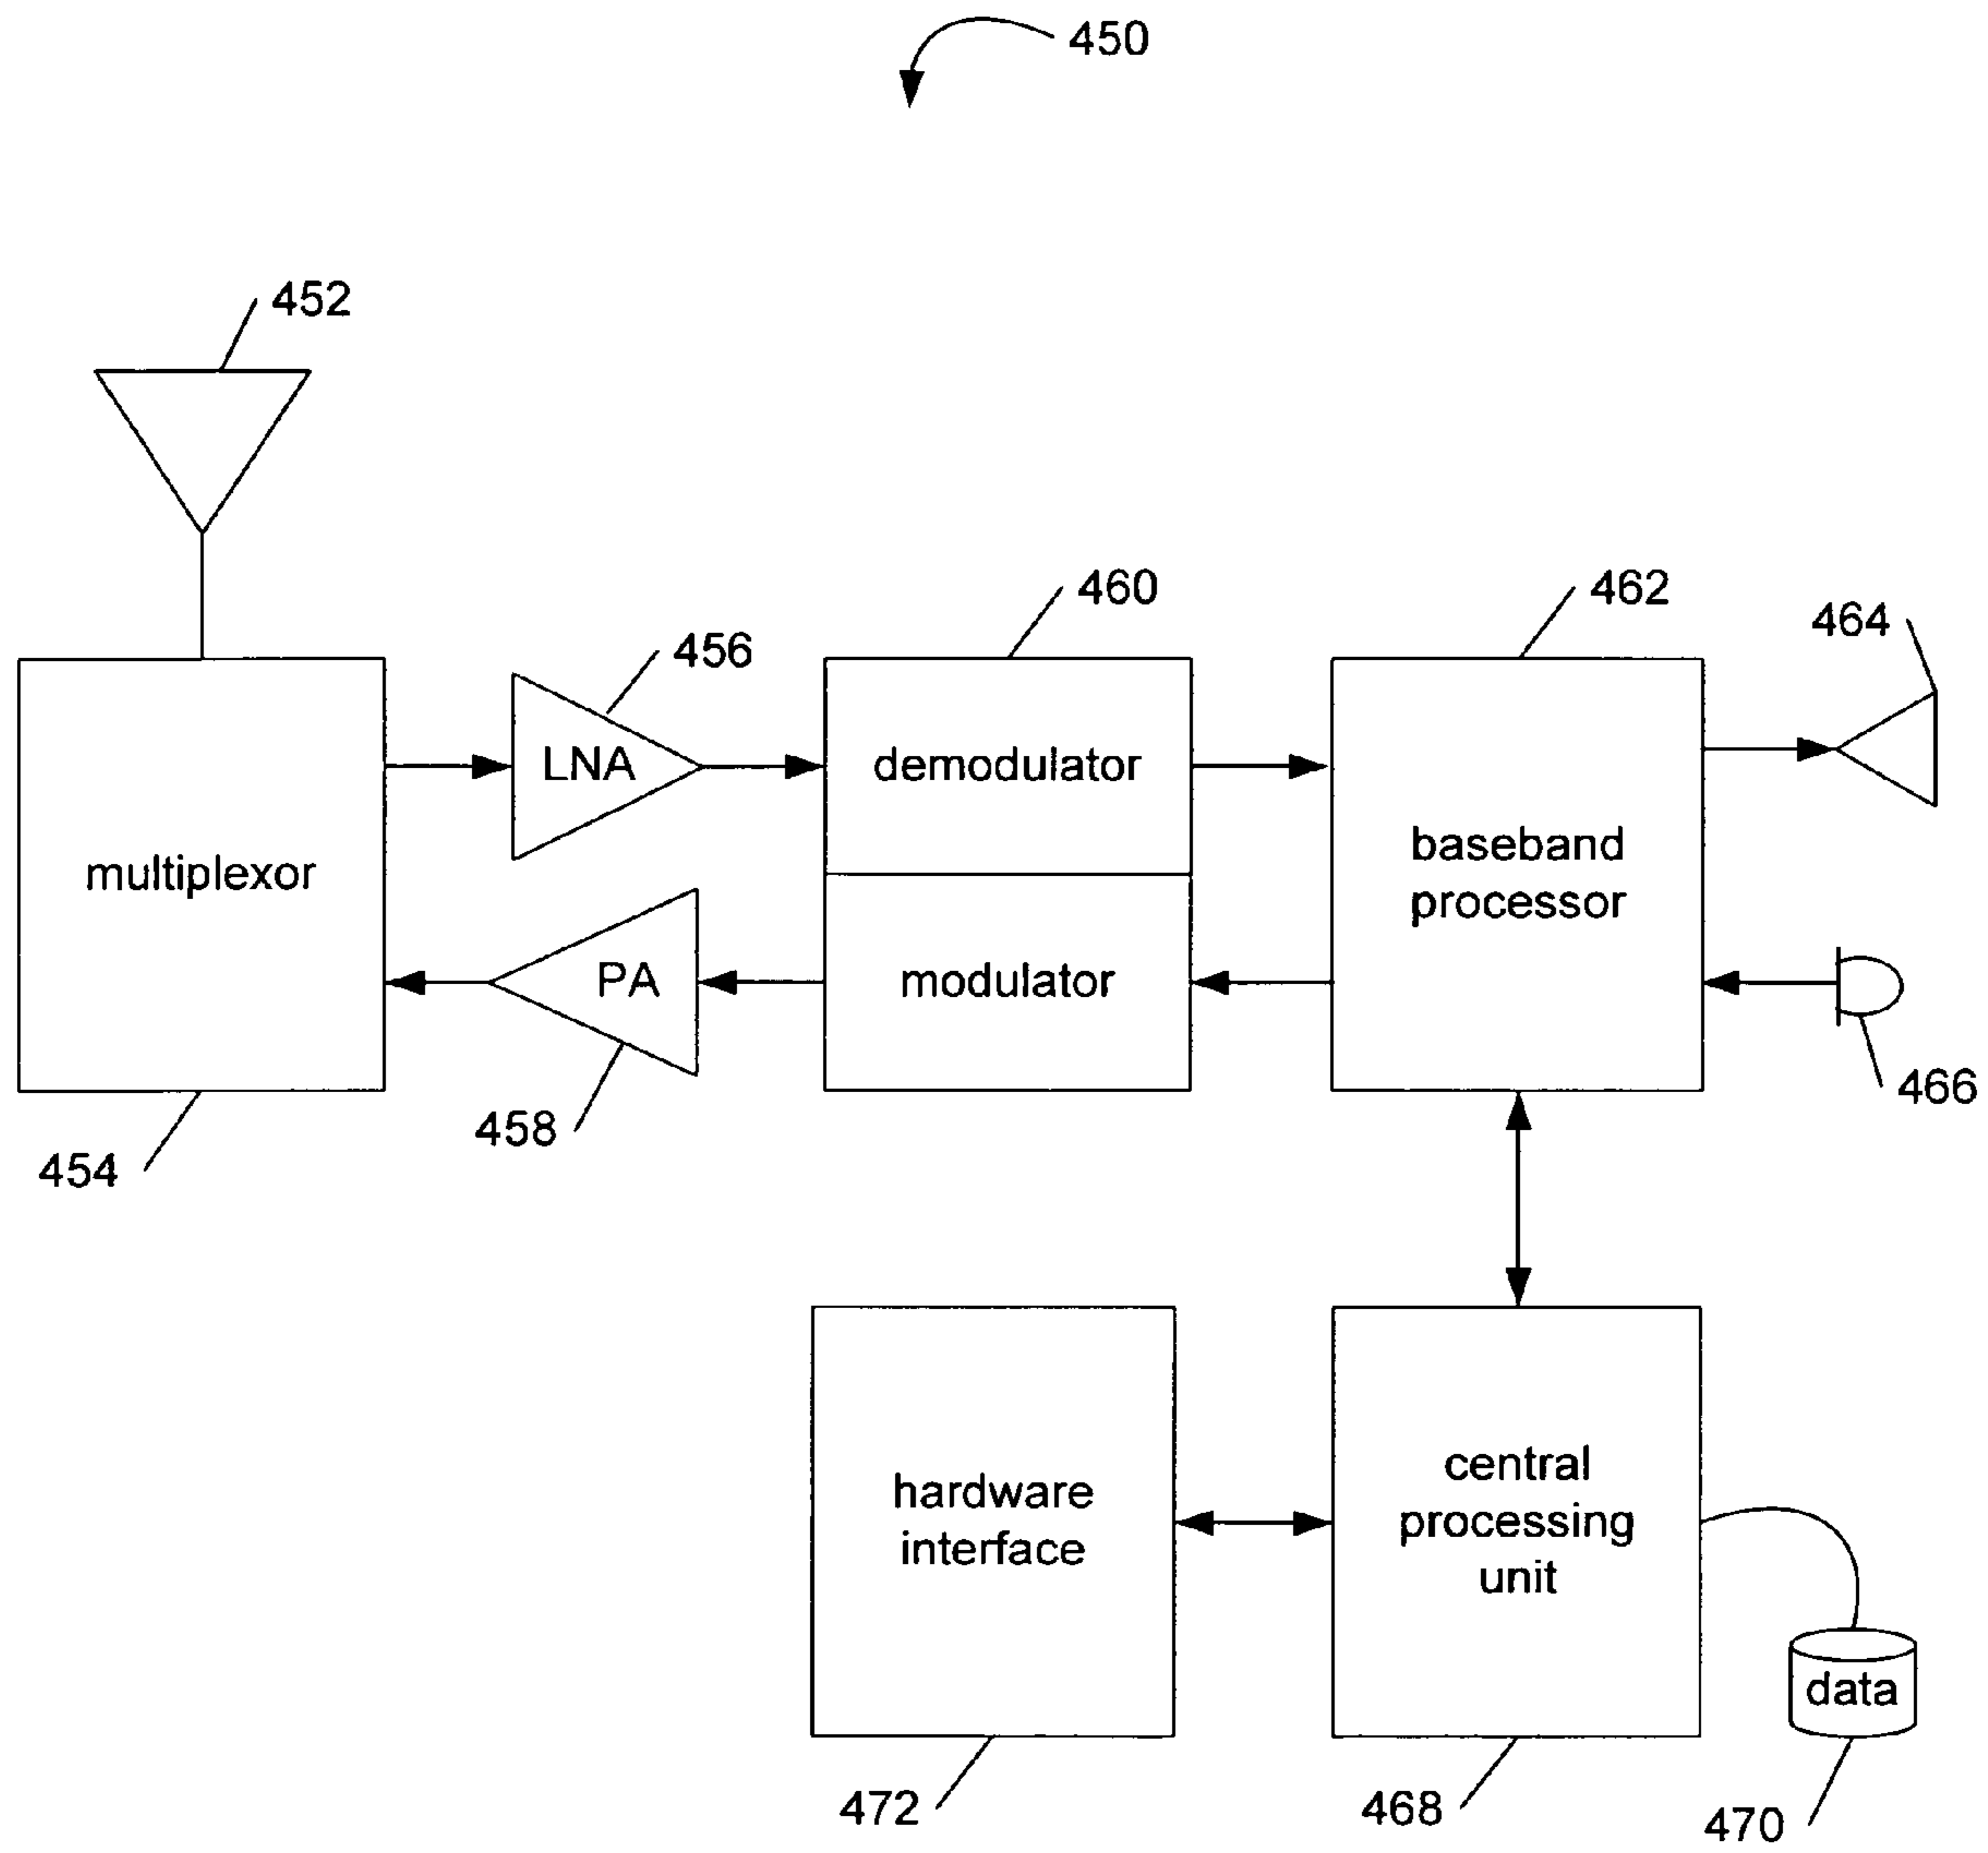 450
452
460
462
464
456
LNA
demodulator
baseband
processor
multiplexor
PA
modulator
466
458
454
hardware
interface
central
processing
unit
data
472
468
470